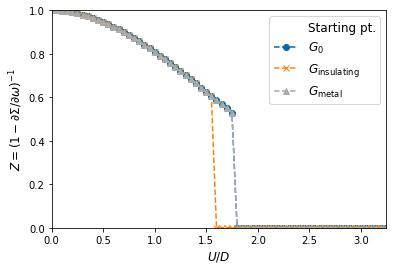 Starting pt.
G₀
G_insulating
G_metal
Z = (1 − ∂Σ/∂ω)⁻¹
1.0
0.8
0.6
0.4
0.2
0.0
0.0 0.5 1.0 1.5 2.0 2.5 3.0
U/D